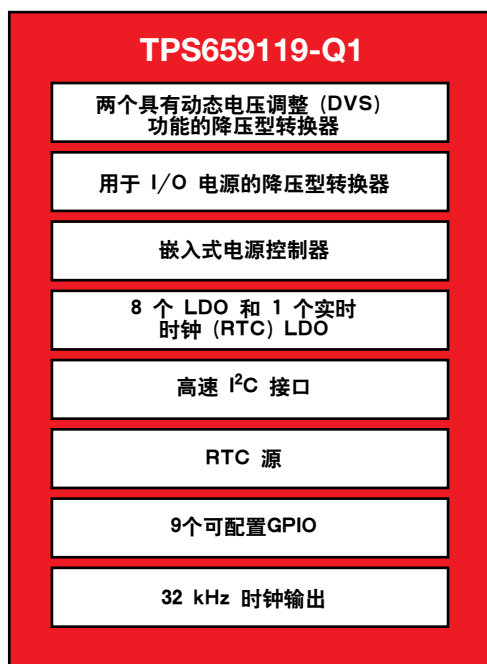 TPS659119-Q1
两个具有动态电压调整 (DVS)
功能的降压型转换器
用于 I/O 电源的降压型转换器
嵌入式电源控制器
8 个 LDO 和 1 个实时
时钟 (RTC) LDO
高速 I²C 接口
RTC 源
9个可配置GPIO
32 kHz 时钟输出